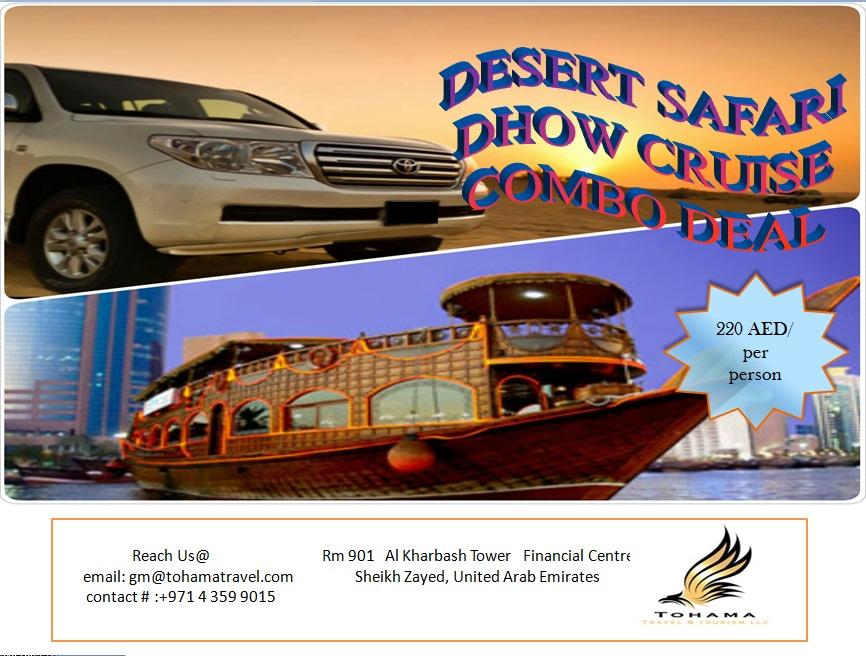 DESERT SAFARI
DHOW CRUISE
COMBO DEAL
220 AED/
per
person
Reach Us@
email: gm@tohamatravel.com
contact # :+971 4 359 9015
Rm 901 Al Kharbash Tower Financial Centre
Sheikh Zayed, United Arab Emirates
TOHAMA
TRAVEL & TOURISM LLC